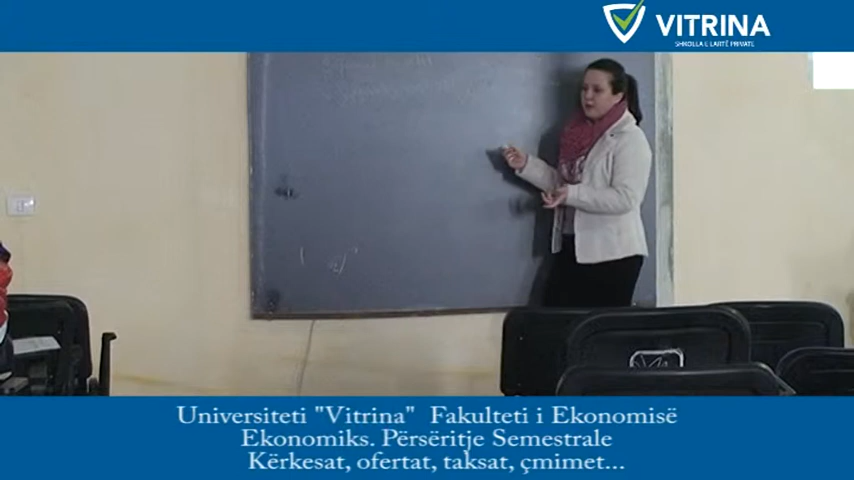 VITRINA
SHKOLLA E LARTË PRIVATE
Universiteti "Vitrina" Fakulteti i Ekonomisë
Ekonomiks. Përsëritje Semestrale
Kërkesat, ofertat, taksat, çmimet...